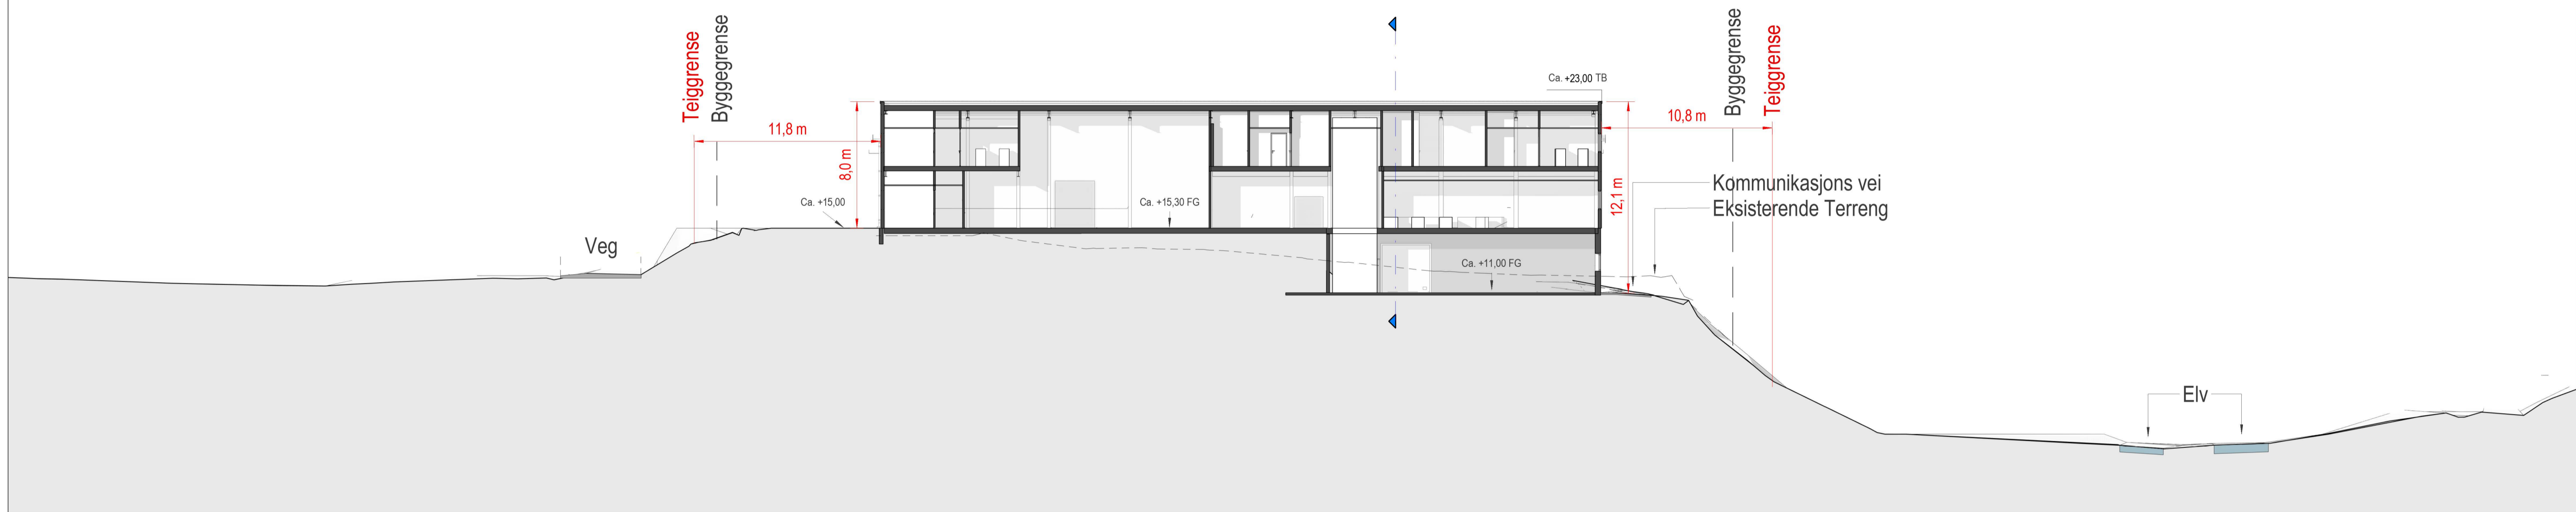 Teiggrense
Byggegrense
11,8 m
8,0 m
Ca. +15,00
Veg
Ca. +15,30 FG
Ca. +11,00 FG
Ca. +23,00 TB
12,1 m
10,8 m
Byggegrense
Teiggrense
Kommunikasjons vei
Eksisterende Terreng
Elv